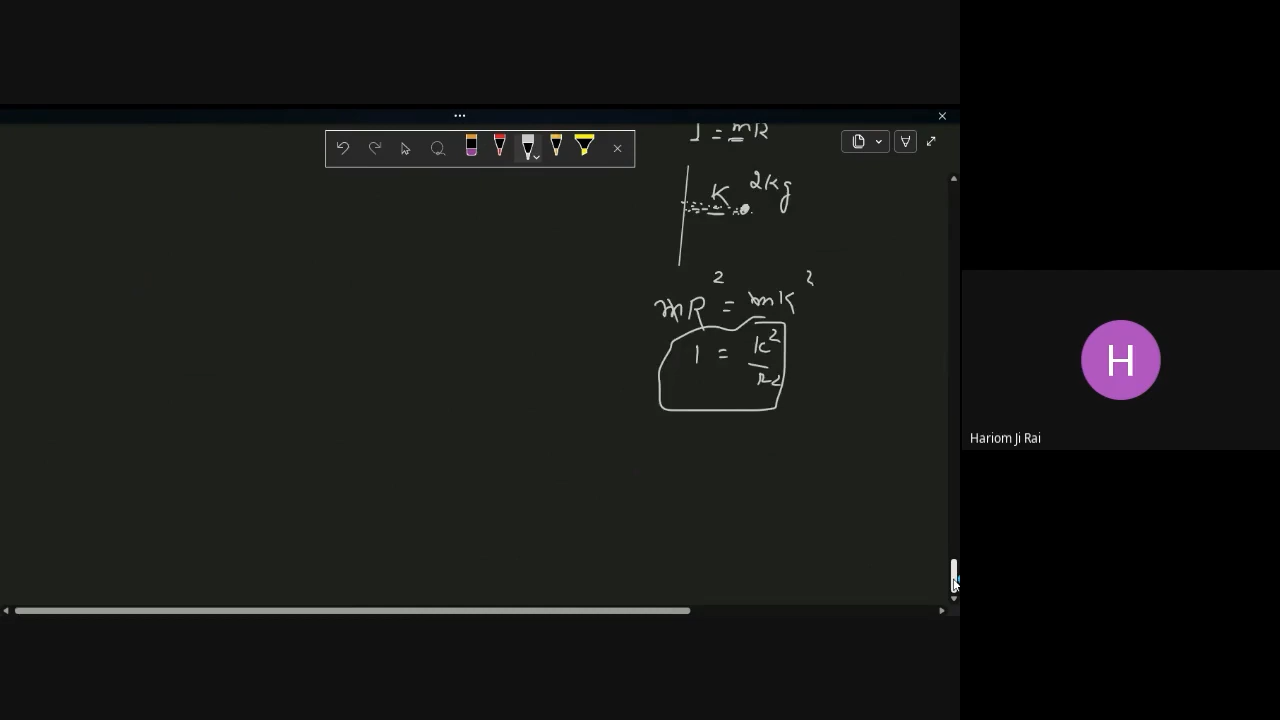 I = mR
K 2kg
mR² = mk²
1 = k²/R²
H
Hariom Ji Rai